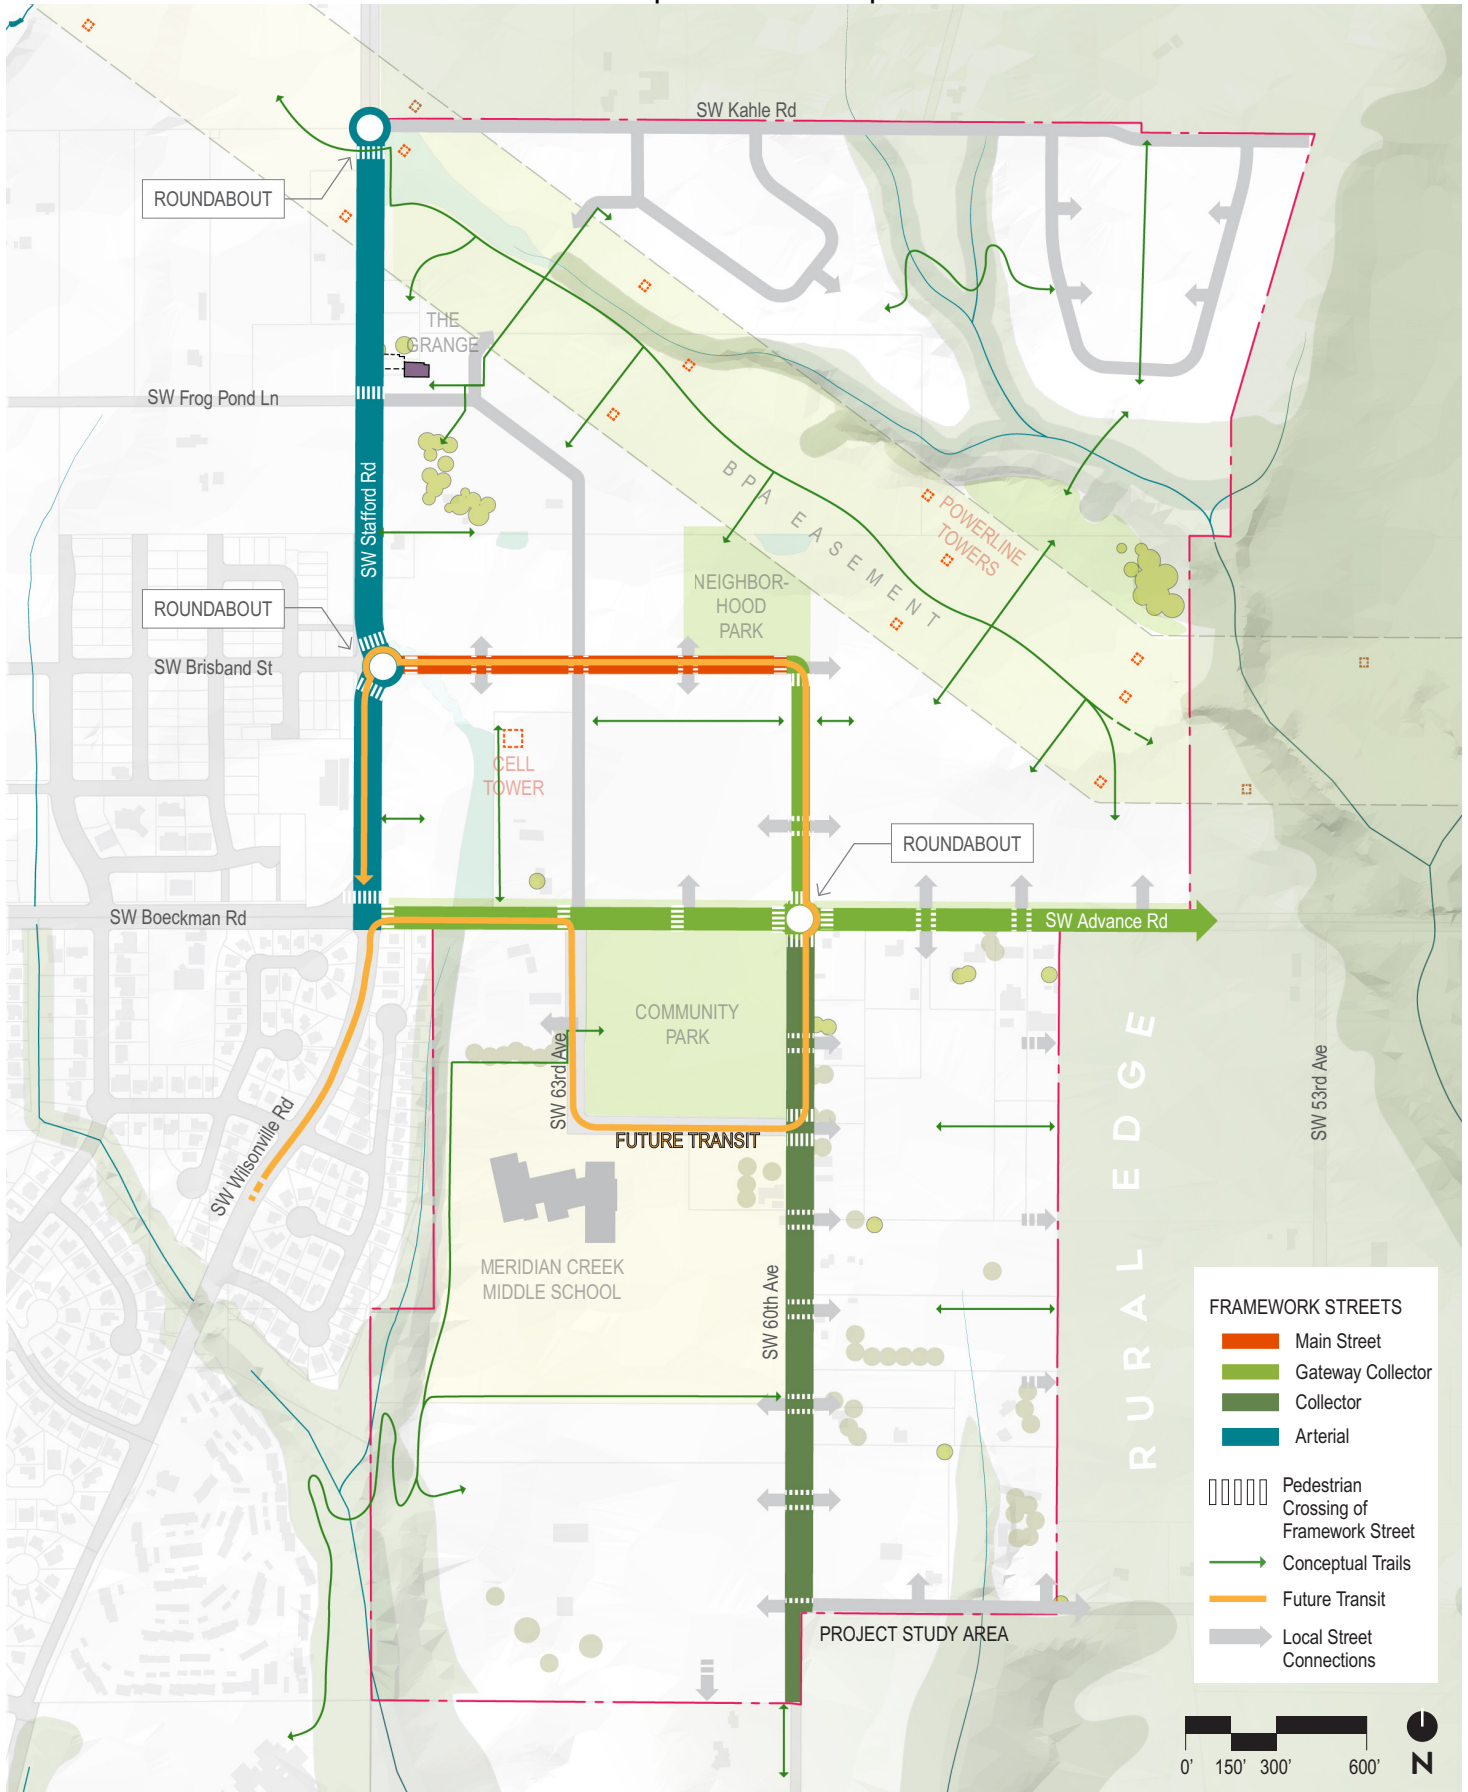 SW Kahle Rd
ROUNDABOUT
THE
GRANGE
SW Frog Pond Ln
SW Stafford Rd
BPA EASEMENT
POWERLINE
TOWERS
NEIGHBOR-
HOOD
PARK
ROUNDABOUT
SW Brisband St
CELL
TOWER
ROUNDABOUT
SW Boeckman Rd
SW Advance Rd
COMMUNITY
PARK
SW 63rd Ave
FUTURE TRANSIT
SW Wilsonville Rd
MERIDIAN CREEK
MIDDLE SCHOOL
SW 60th Ave
RURAL EDGE
SW 53rd Ave
PROJECT STUDY AREA
FRAMEWORK STREETS
Main Street
Gateway Collector
Collector
Arterial
Pedestrian
Crossing of
Framework Street
Conceptual Trails
Future Transit
Local Street
Connections
0' 150' 300' 600'
N